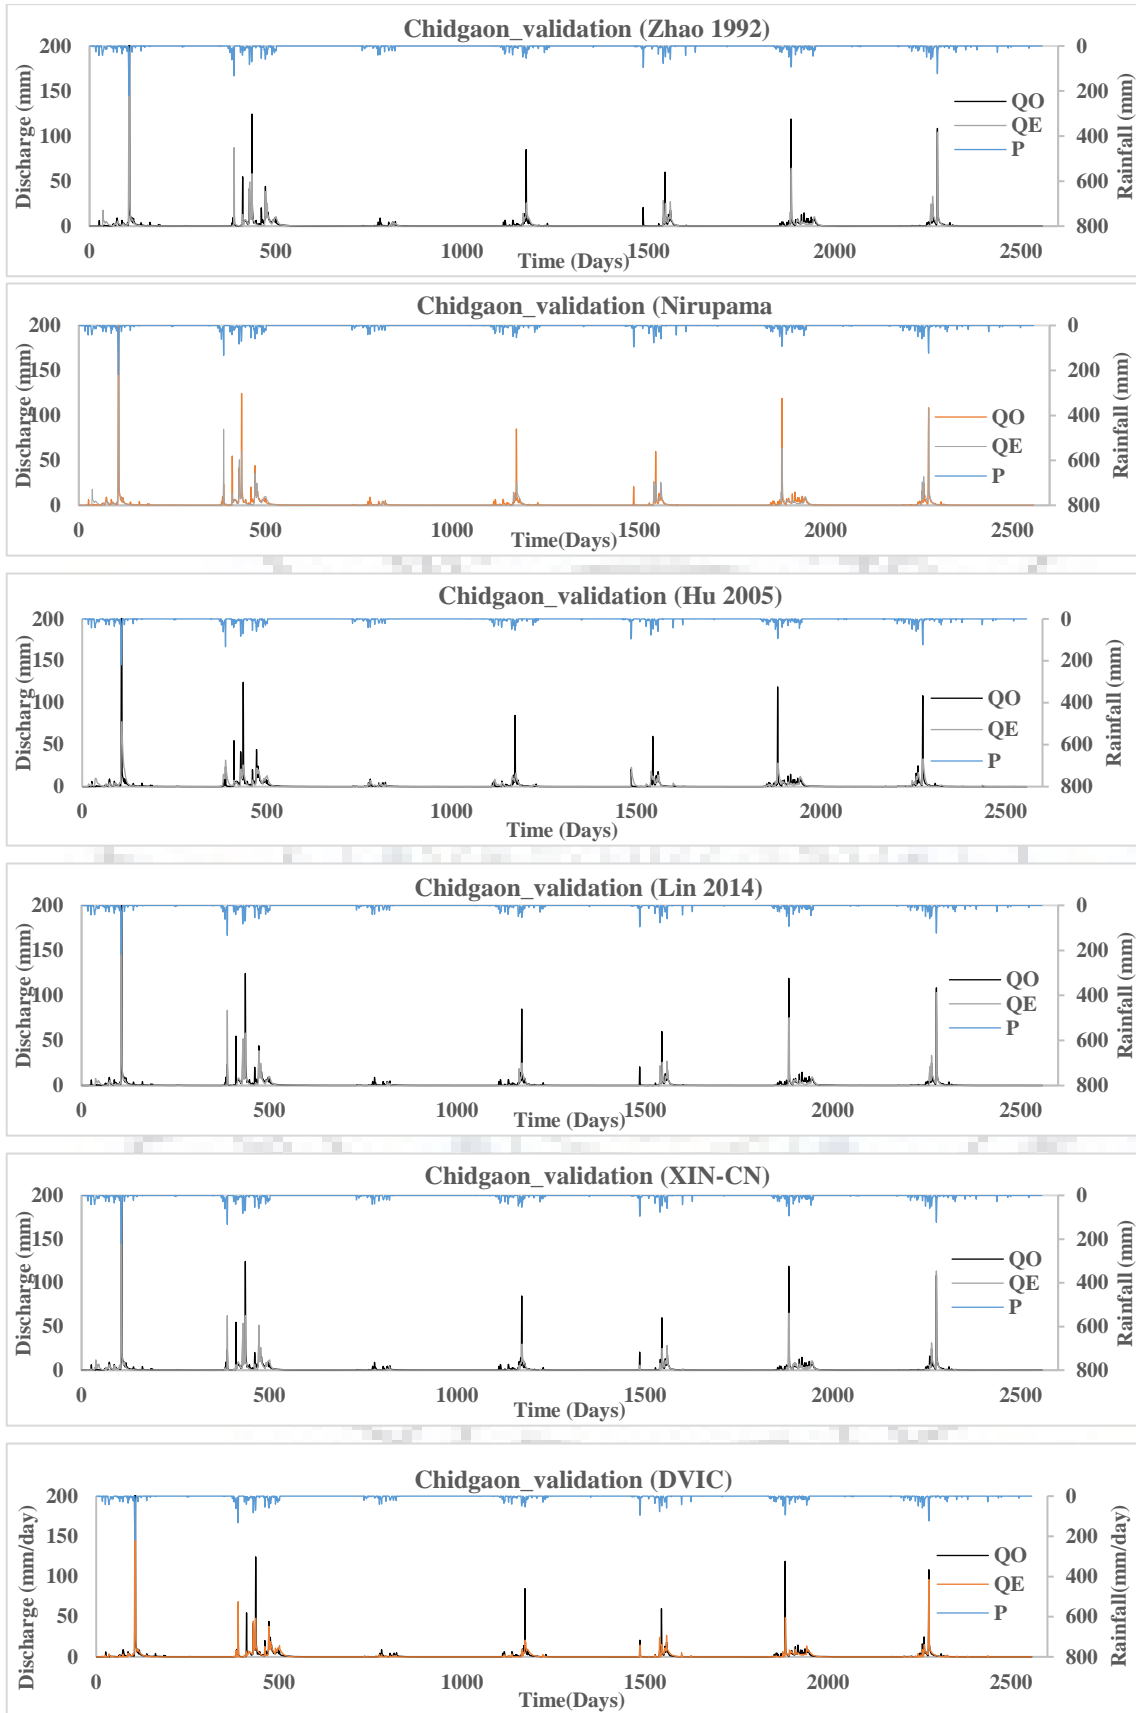 Chidgaon_validation (Zhao 1992)
200
150
100
50
0
Discharge (mm)
0
200
400
600
800
Rainfall (mm)
QO
QE
P
0 500 1000 1500 2000 2500
Time (Days)
Chidgaon_validation (Nirupama
200
150
100
50
0
Discharge (mm)
0
200
400
600
800
Rainfall (mm)
QO
QE
P
0 500 1000 1500 2000 2500
Time(Days)
Chidgaon_validation (Hu 2005)
200
150
100
50
0
Discharg (mm)
0
200
400
600
800
Rainfall (mm)
QO
QE
P
0 500 1000 1500 2000 2500
Time (Days)
Chidgaon_validation (Lin 2014)
200
150
100
50
0
Discharge (mm)
0
200
400
600
800
Rainfall (mm)
QO
QE
P
0 500 1000 1500 2000 2500
Time (Days)
Chidgaon_validation (XIN-CN)
200
150
100
50
0
Discharge (mm)
0
200
400
600
800
Rainfall (mm)
QO
QE
P
0 500 1000 1500 2000 2500
Time (Days)
Chidgaon_validation (DVIC)
200
150
100
50
0
Discharge (mm/day)
0
200
400
600
800
Rainfall(mm/day)
QO
QE
P
0 500 1000 1500 2000 2500
Time(Days)